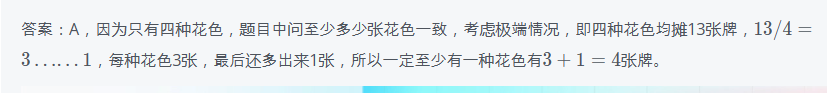 答案：A，因为只有四种花色，题目中问至少多少张花色一致，考虑极端情况，即四种花色均摊13张牌，13/4 =
3……1，每种花色3张，最后还多出来1张，所以一定至少有一种花色有3 + 1 = 4张牌。